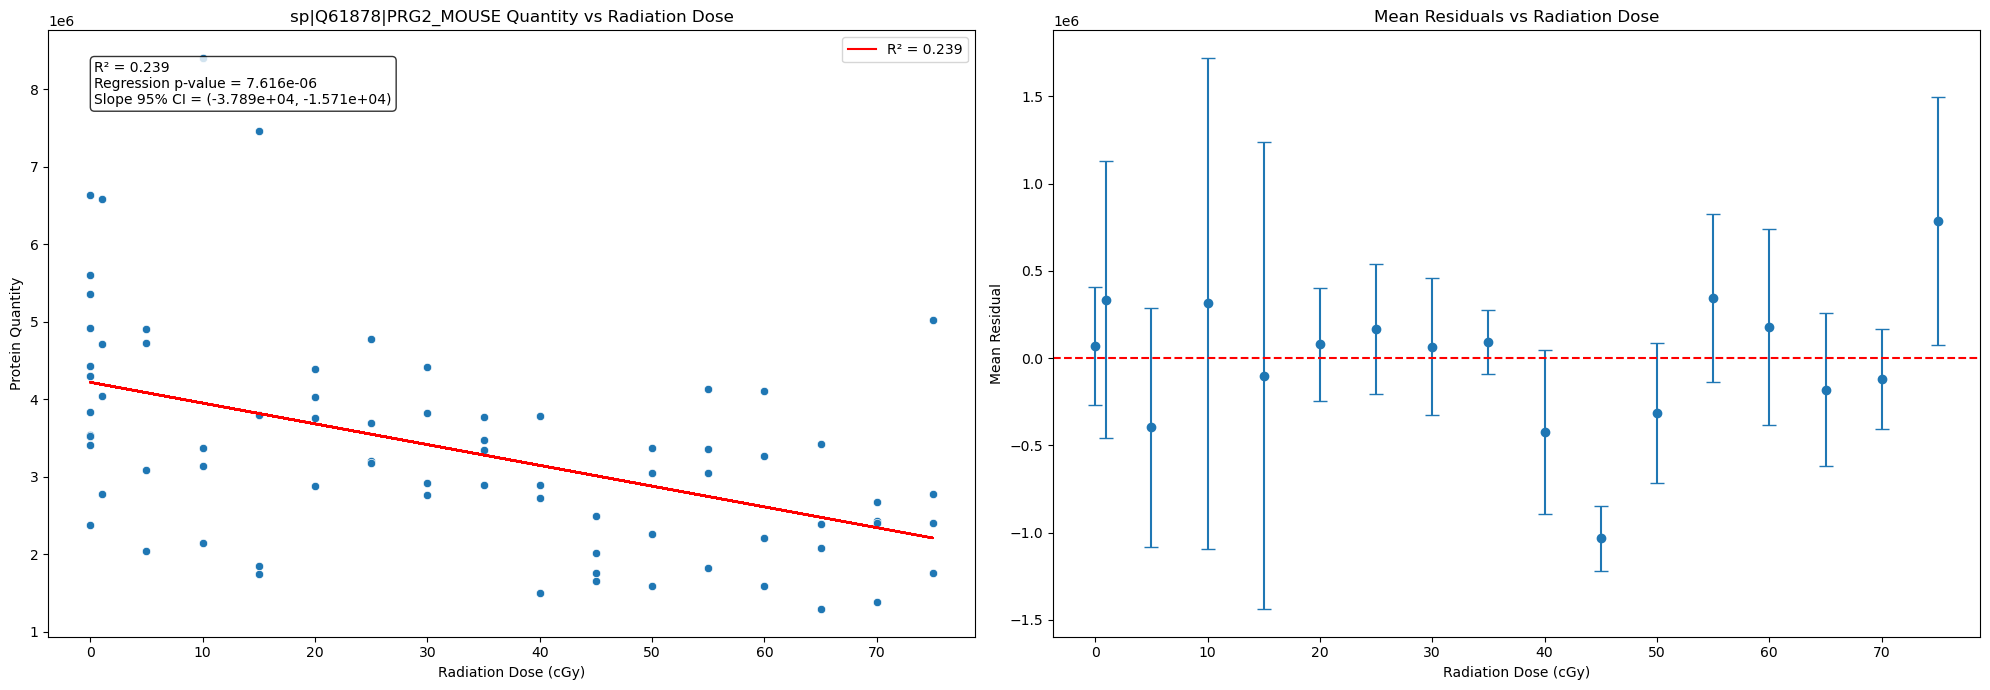 sp|Q61878|PRG2_MOUSE Quantity vs Radiation Dose
1e6
R² = 0.239
R² = 0.239
Regression p-value = 7.616e-06
Slope 95% CI = (-3.789e+04, -1.571e+04)
8
7
6
5
4
3
2
1
Protein Quantity
0 10 20 30 40 50 60 70
Radiation Dose (cGy)
Mean Residuals vs Radiation Dose
1e6
1.5
1.0
0.5
0.0
−0.5
−1.0
−1.5
Mean Residual
0 10 20 30 40 50 60 70
Radiation Dose (cGy)